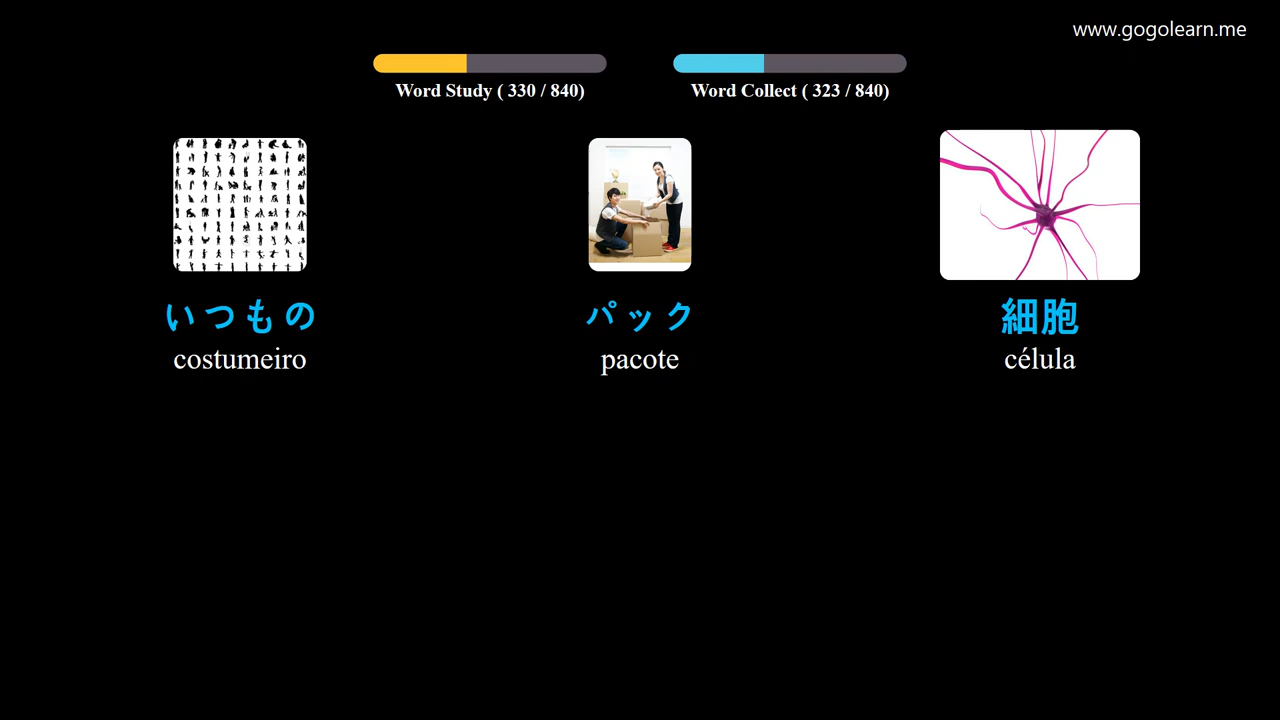 www.gogolearn.me
Word Study ( 330 / 840)
Word Collect ( 323 / 840)
いつもの
パック
細胞
costumeiro
pacote
célula